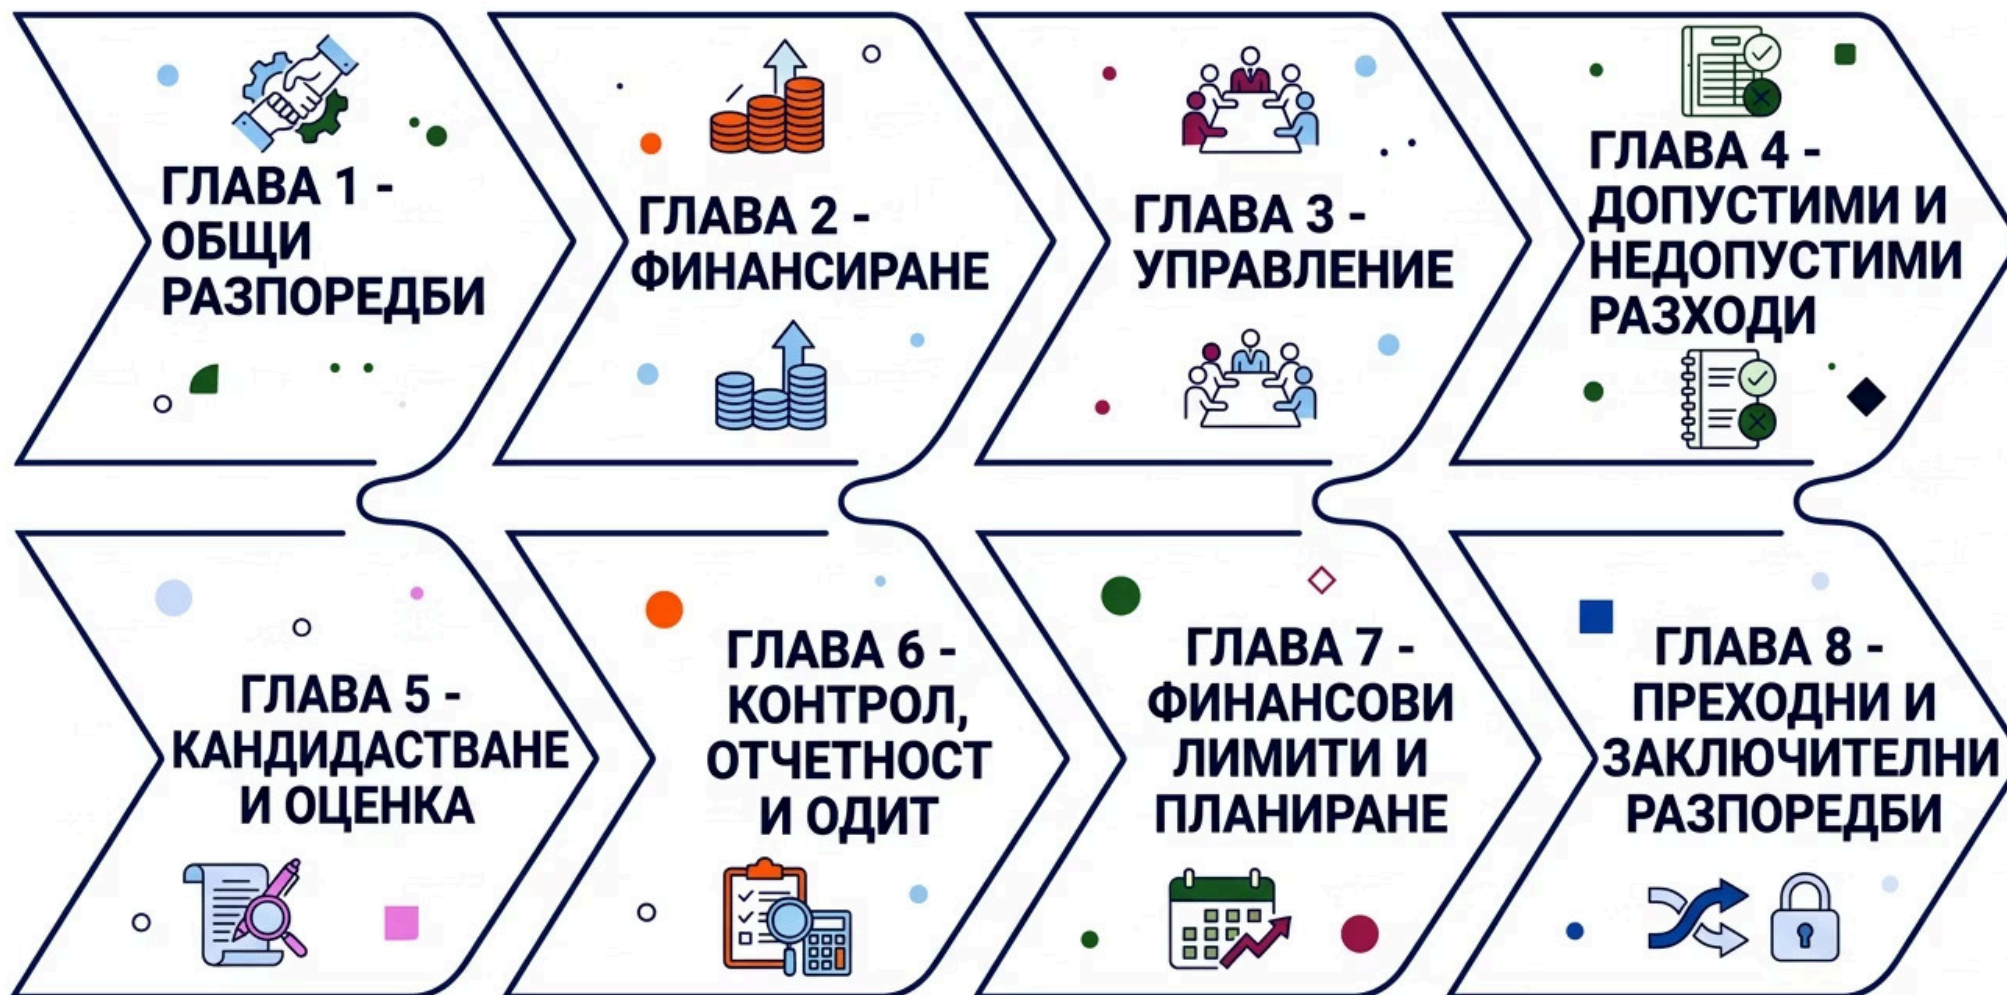 ГЛАВА 1 -
ОБЩИ
РАЗПОРЕДБИ
ГЛАВА 2 -
ФИНАНСИРАНЕ
ГЛАВА 3 -
УПРАВЛЕНИЕ
ГЛАВА 4 -
ДОПУСТИМИ И
НЕДОПУСТИМИ
РАЗХОДИ
ГЛАВА 5 -
КАНДИДАСТВАНЕ
И ОЦЕНКА
ГЛАВА 6 -
КОНТРОЛ,
ОТЧЕТНОСТ
И ОДИТ
ГЛАВА 7 -
ФИНАНСОВИ
ЛИМИТИ И
ПЛАНИРАНЕ
ГЛАВА 8 -
ПРЕХОДНИ И
ЗАКЛЮЧИТЕЛНИ
РАЗПОРЕДБИ